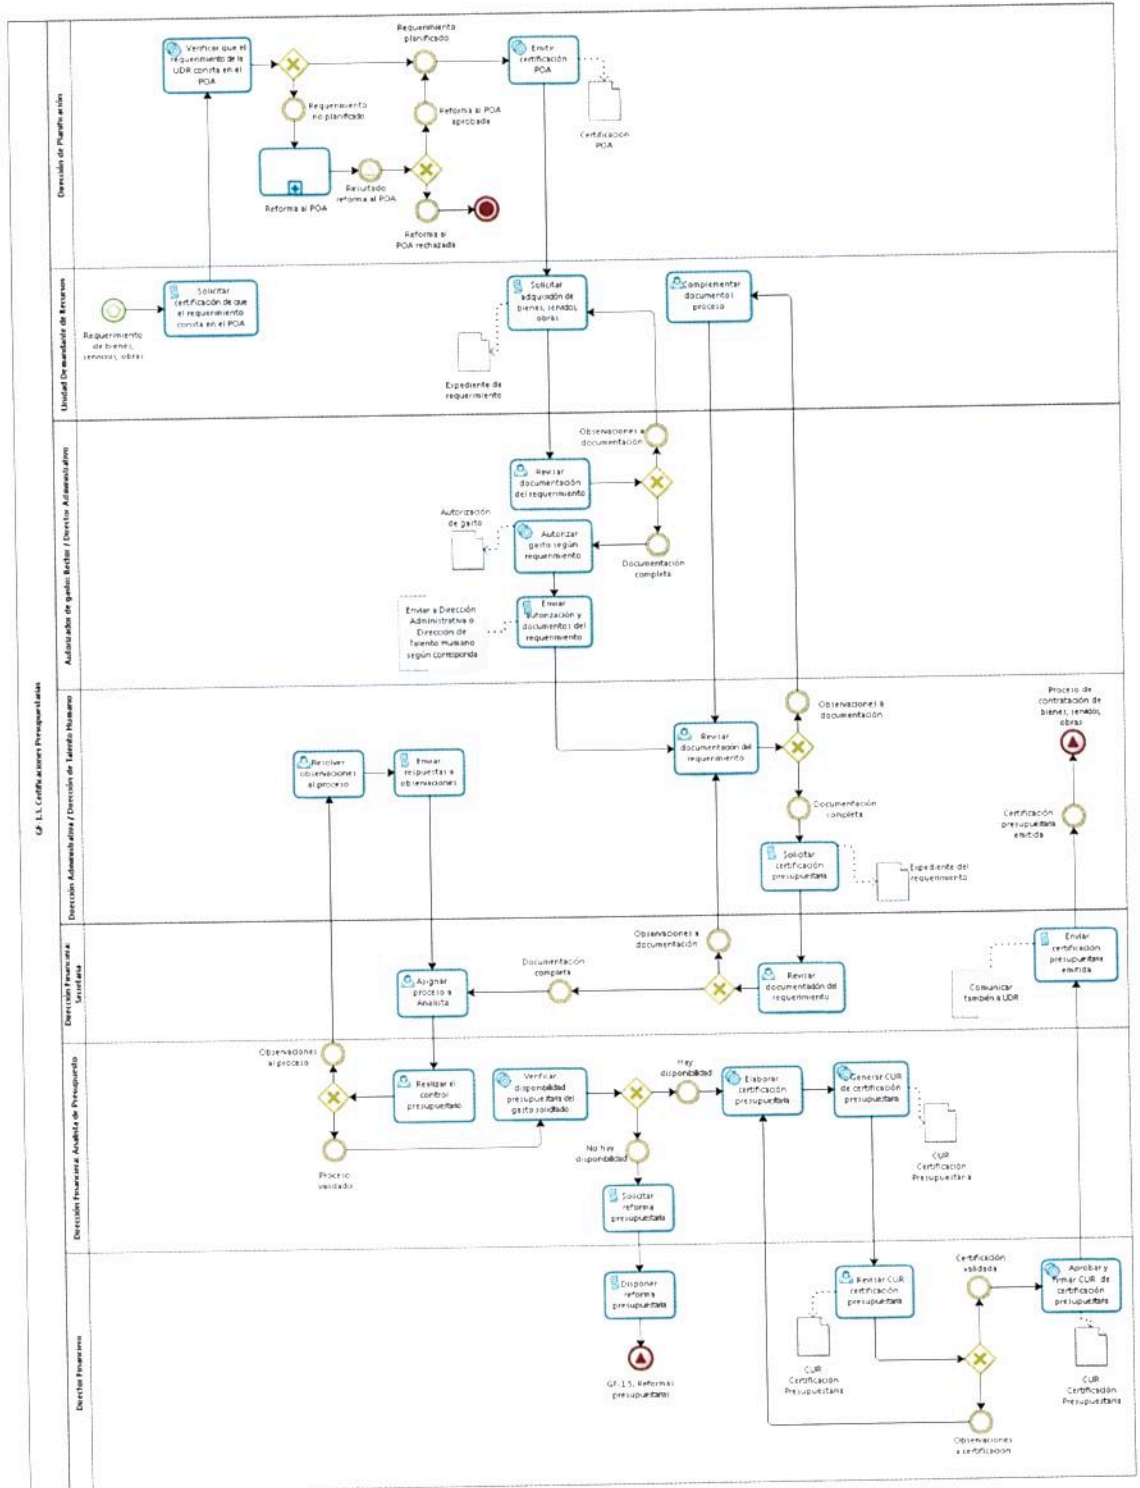 GF-1.3. Certificaciones Presupuestarias
Dirección de Planificación
Verificar que el
requerimiento de la
UDR consta en el
POA
Requerimiento
planificado
Emitir
certificación
POA
Requerimiento
no planificado
Reforma al POA
aprobada
Certificación
POA
Reforma al POA
Resultado
reforma al POA
Reforma al
POA rechazada
Unidad Demandante de Recursos
Requerimiento
de bienes,
servicios, obras
Solicitar
certificación de que
el requerimiento
consta en el POA
Solicitar
adquisición de
bienes, servicios,
obras
Complementar
documentos
proceso
Expediente de
requerimiento
Autorizador de gasto: Rector / Director Administrativo
Observaciones a
documentación
Revisar
documentación
del requerimiento
Autorización
de gasto
Autorizar
gasto según
requerimiento
Documentación
completa
Enviar a Dirección
Administrativa o
Dirección de
Talento Humano
según corresponda
Enviar
autorización y
documentos del
requerimiento
Dirección Administrativa / Dirección de Talento Humano
Proceso de
contratación de
bienes, servicios,
obras
Observaciones a
documentación
Revisar
documentación del
requerimiento
Resolver
observaciones
al proceso
Enviar
respuestas a
observaciones
Documentación
completa
Certificación
presupuestaria
emitida
Solicitar
certificación
presupuestaria
Expediente del
requerimiento
Dirección Financiera:
Secretaria
Observaciones a
documentación
Documentación
completa
Asignar
proceso a
Analista
Revisar
documentación del
requerimiento
Enviar
certificación
presupuestaria
emitida
Comunicar
también a UDR
Dirección Financiera: Analista de Presupuesto
Observaciones
al proceso
Realizar el
control
presupuestario
Verificar
disponibilidad
presupuestaria del
gasto solicitado
Hay
disponibilidad
Elaborar
certificación
presupuestaria
Generar CUR
de certificación
presupuestaria
Proceso
validado
No hay
disponibilidad
CUR
Certificación
Presupuestaria
Solicitar
reforma
presupuestaria
Director Financiero
Disponer
reforma
presupuestaria
GF-1.5. Reformas
presupuestarias
Revisar CUR
certificación
presupuestaria
Certificación
validada
Aprobar y
firmar CUR de
certificación
presupuestaria
CUR
Certificación
Presupuestaria
CUR
Certificación
Presupuestaria
Observaciones
a certificación